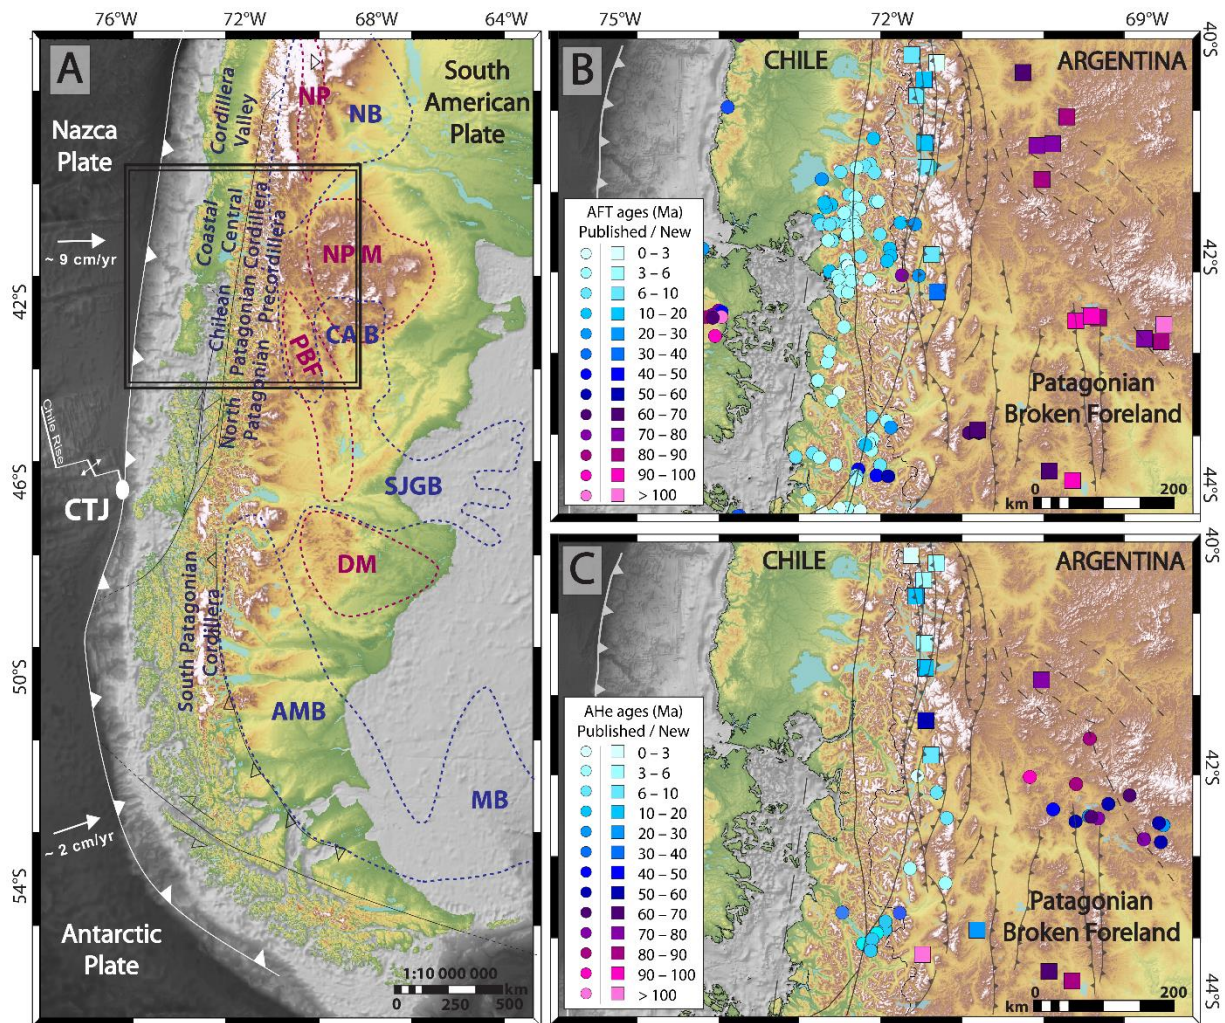 76°W
72°W
68°W
64°W
A
Nazca
Plate
South
American
Plate
NP
NB
Coastal
Cordillera
Chilean Central
Valley
North Patagonian Cordillera
Patagonian Precordillera
~ 9 cm/yr
NPM
CAB
PBF
42°S
Chile Rise
CTJ
46°S
SJGB
DM
South Patagonian
Cordillera
50°S
AMB
MB
~ 2 cm/yr
54°S
Antarctic
Plate
1:10 000 000
0 250 500
km
75°W
72°W
69°W
B
CHILE
ARGENTINA
40°S
42°S
44°S
AFT ages (Ma)
Published / New
0 – 3
3 – 6
6 – 10
10 – 20
20 – 30
30 – 40
40 – 50
50 – 60
60 – 70
70 – 80
80 – 90
90 – 100
> 100
Patagonian
Broken Foreland
0 200
km
C
CHILE
ARGENTINA
40°S
42°S
44°S
AHe ages (Ma)
Published / New
0 – 3
3 – 6
6 – 10
10 – 20
20 – 30
30 – 40
40 – 50
50 – 60
60 – 70
70 – 80
80 – 90
90 – 100
> 100
Patagonian
Broken Foreland
0 200
km